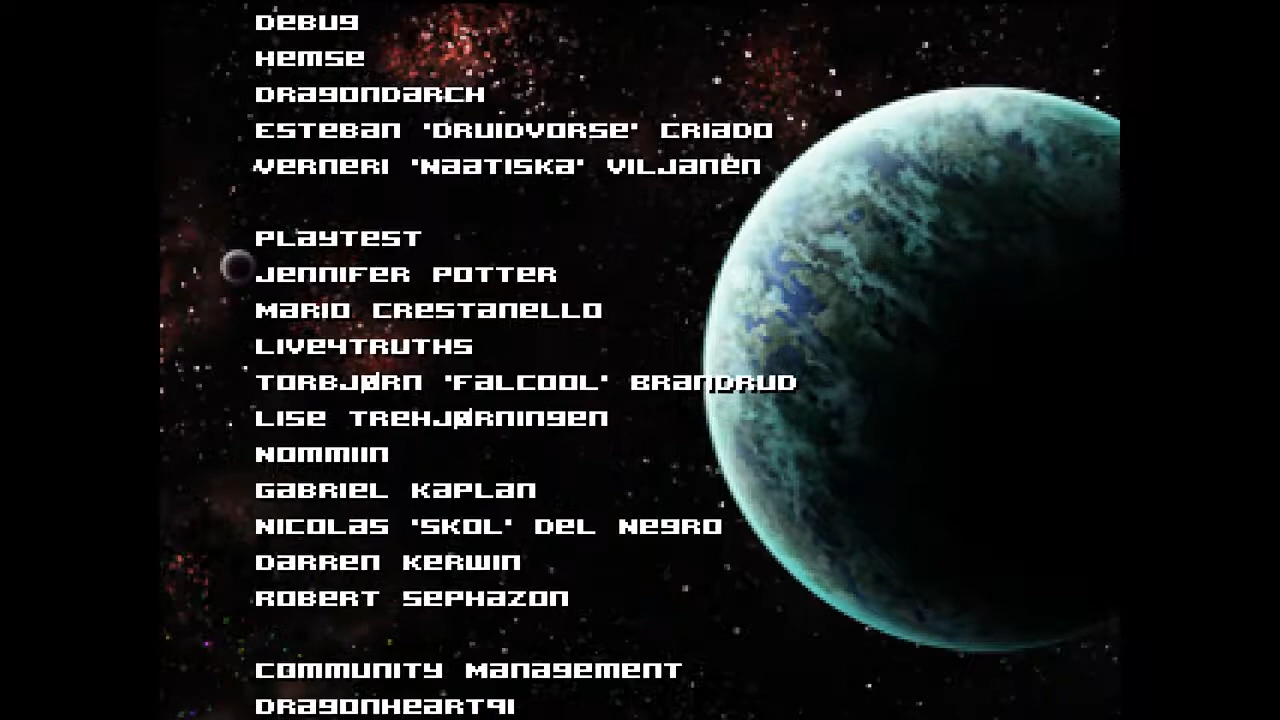 DEBUG
HEMSE
DRAGONDARCH
ESTEBAN 'DRUIDVORSE' CRIADO
VERNERI 'NAATISKA' VILJANEN

PLAYTEST
JENNIFER POTTER
MARIO CRESTANELLO
LIVE4TRUTHS
TORBJØRN 'FALCOOL' BRANDRUD
LISE TREHJØRNINGEN
NOMMIIN
GABRIEL KAPLAN
NICOLAS 'SKOL' DEL NEGRO
DARREN KERWIN
ROBERT SEPHAZON

COMMUNITY MANAGEMENT
DRAGONHEART91